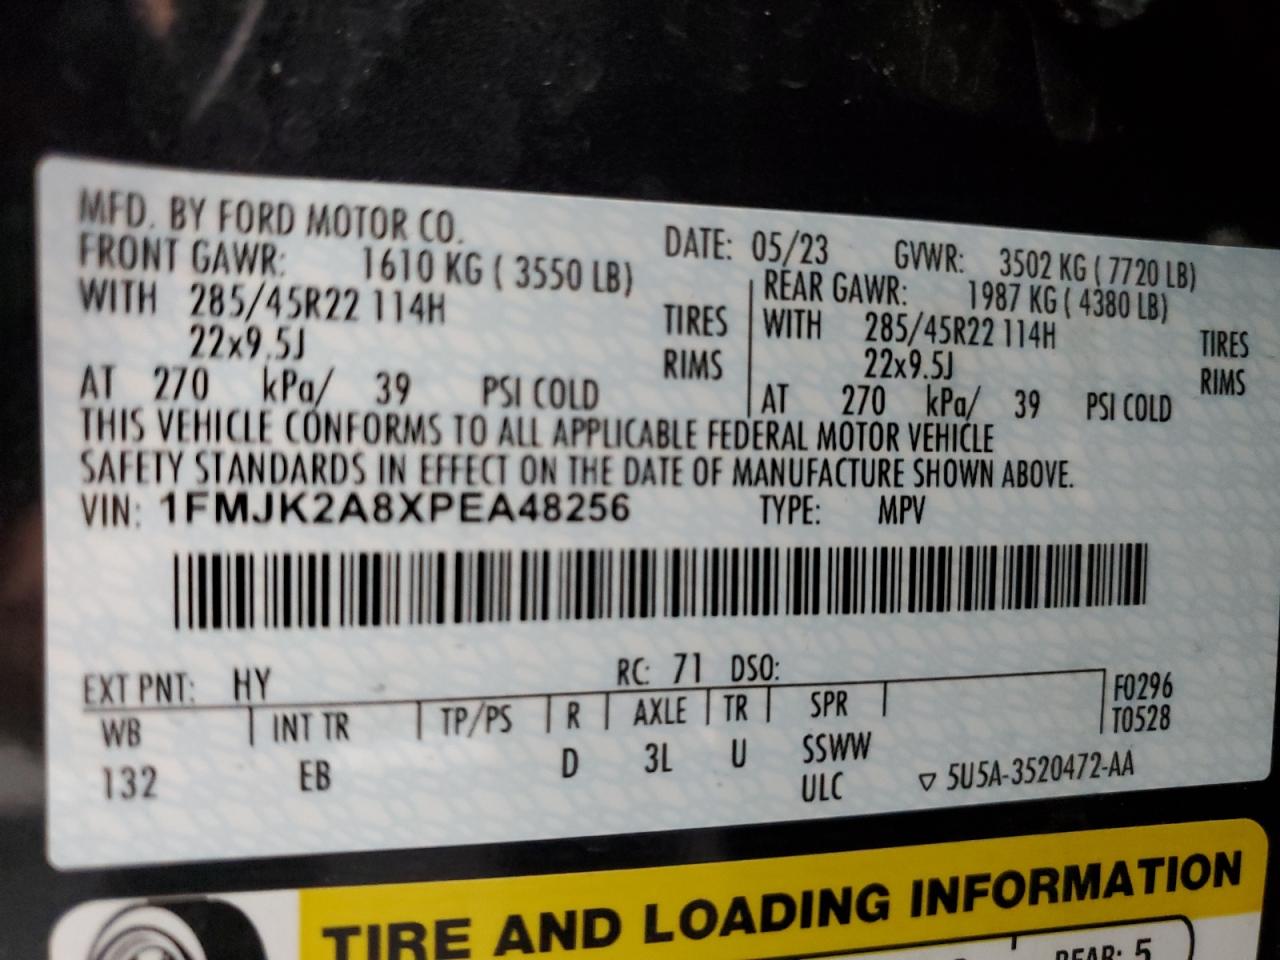 MFD. BY FORD MOTOR CO.
DATE: 05/23 GVWR: 3502 KG ( 7720 LB)
FRONT GAWR: 1610 KG ( 3550 LB)
REAR GAWR: 1987 KG ( 4380 LB)
WITH 285/45R22 114H TIRES
WITH 285/45R22 114H TIRES
22x9.5J RIMS
22x9.5J RIMS
AT 270 kPa/ 39 PSI COLD
AT 270 kPa/ 39 PSI COLD
THIS VEHICLE CONFORMS TO ALL APPLICABLE FEDERAL MOTOR VEHICLE
SAFETY STANDARDS IN EFFECT ON THE DATE OF MANUFACTURE SHOWN ABOVE.
VIN: 1FMJK2A8XPEA48256 TYPE: MPV
EXT PNT: HY RC: 71 DSO:
WB INT TR TP/PS R AXLE TR SPR F0296
T0528
132 EB D 3L U SSWW
ULC ▽ 5U5A-3520472-AA
TIRE AND LOADING INFORMATION
REAR: 5